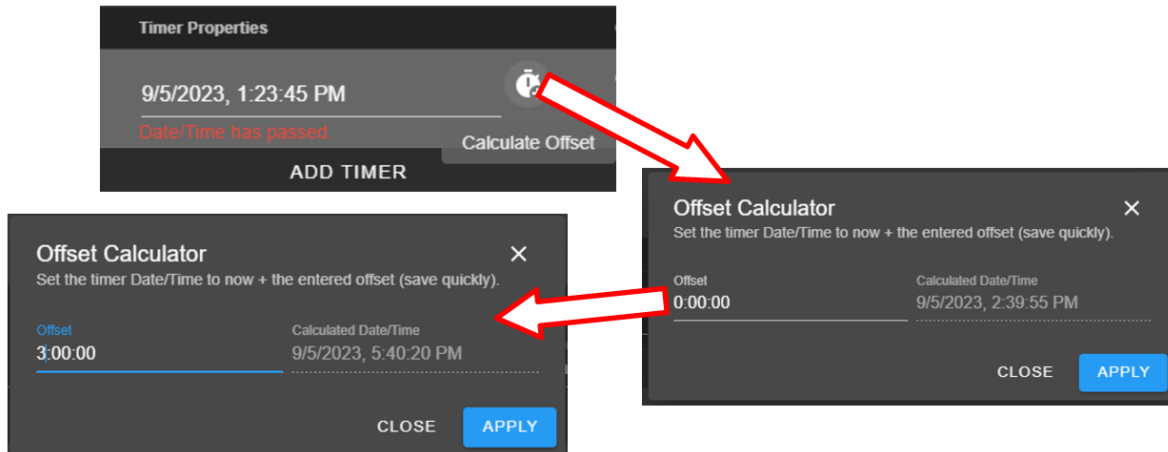 Timer Properties
9/5/2023, 1:23:45 PM
Date/Time has passed.
Calculate Offset
ADD TIMER
Offset Calculator
Set the timer Date/Time to now + the entered offset (save quickly).
Offset
Calculated Date/Time
0:00:00
9/5/2023, 2:39:55 PM
CLOSE
APPLY
Offset Calculator
Set the timer Date/Time to now + the entered offset (save quickly).
Offset
Calculated Date/Time
3:00:00
9/5/2023, 5:40:20 PM
CLOSE
APPLY